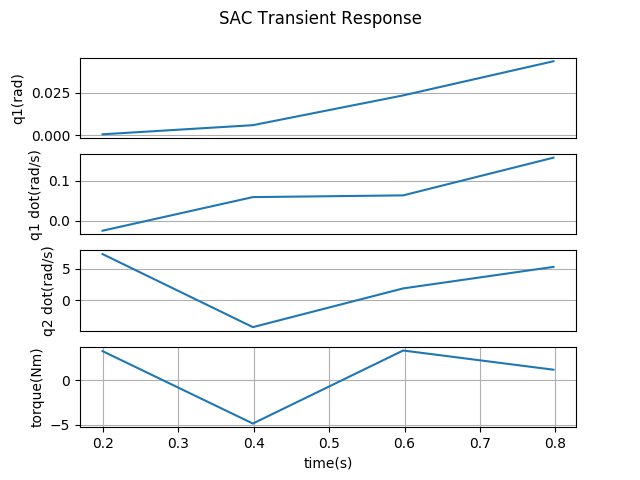 SAC Transient Response
q1(rad)
0.025
0.000
q1 dot(rad/s)
0.1
0.0
q2 dot(rad/s)
5
0
torque(Nm)
0
−5
0.2 0.3 0.4 0.5 0.6 0.7 0.8
time(s)